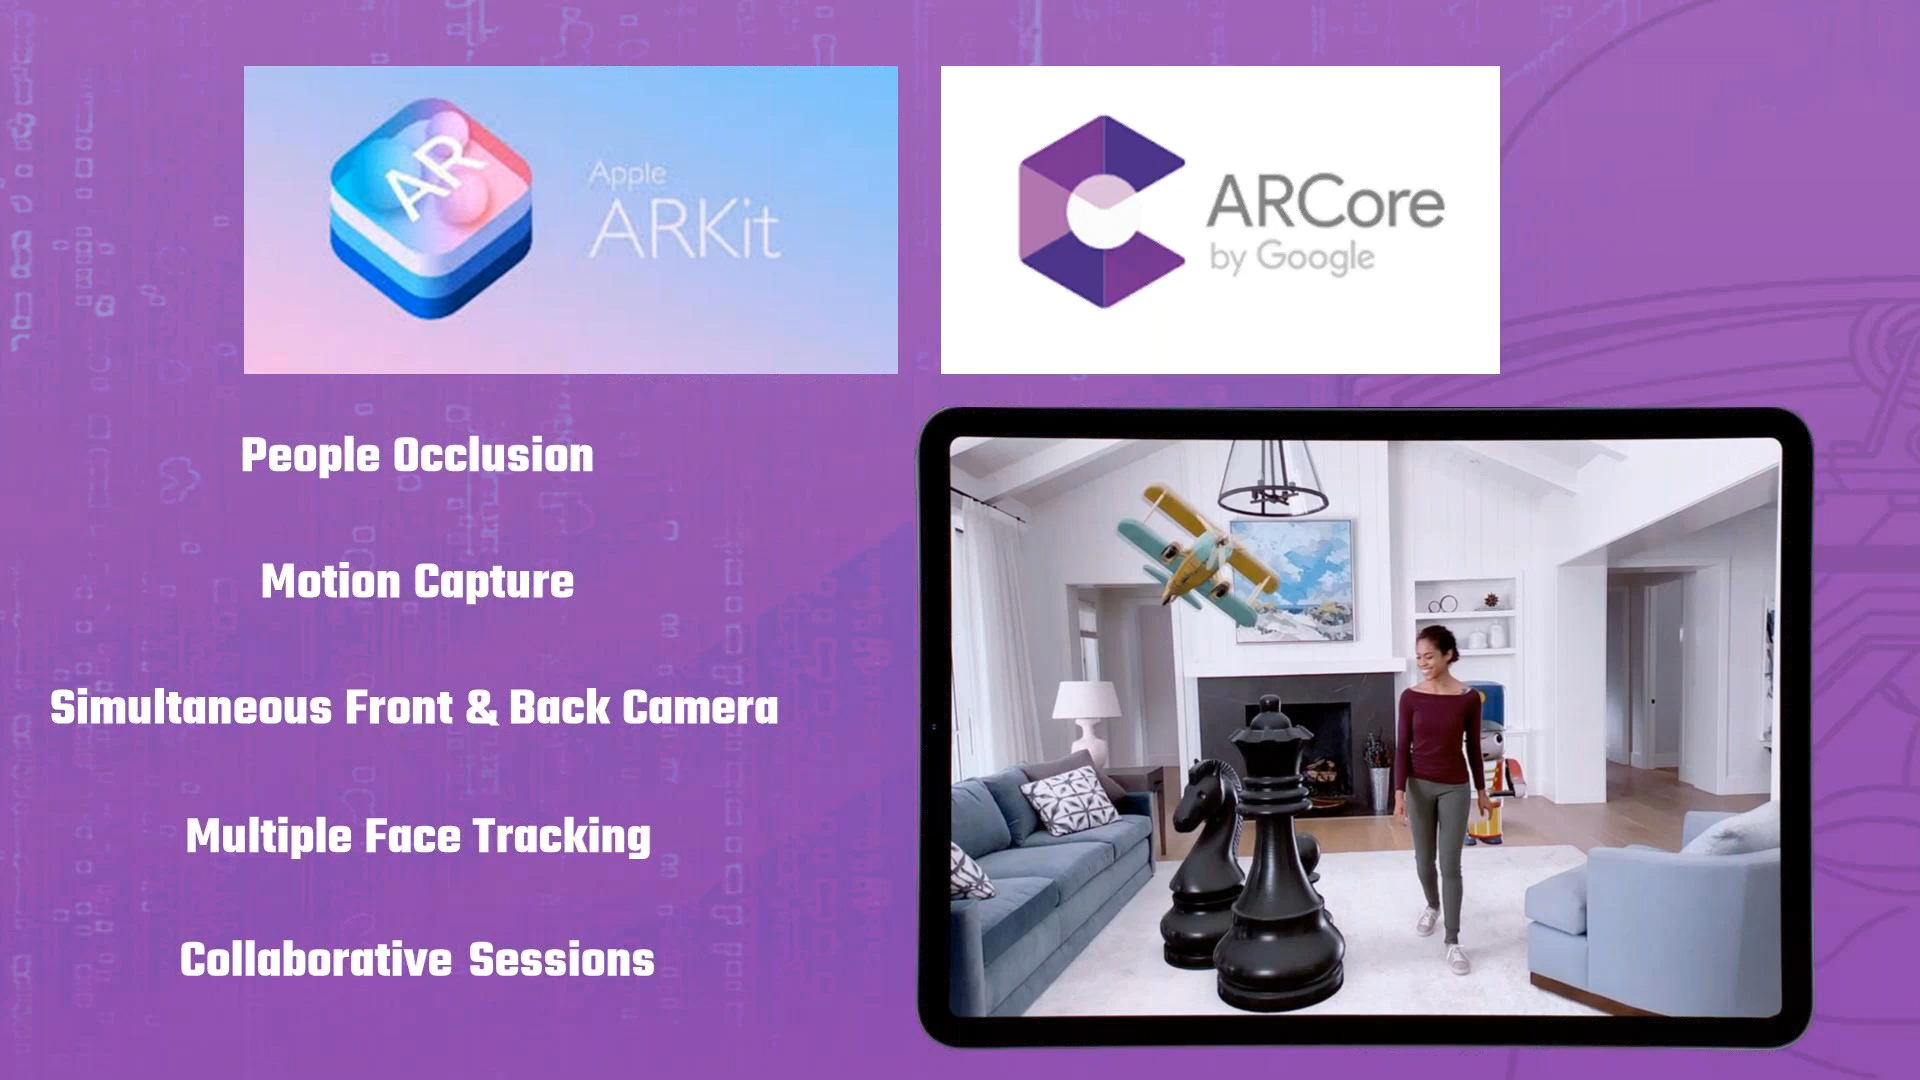 AR
Apple
ARKit
ARCore
by Google
People Occlusion
Motion Capture
Simultaneous Front & Back Camera
Multiple Face Tracking
Collaborative Sessions